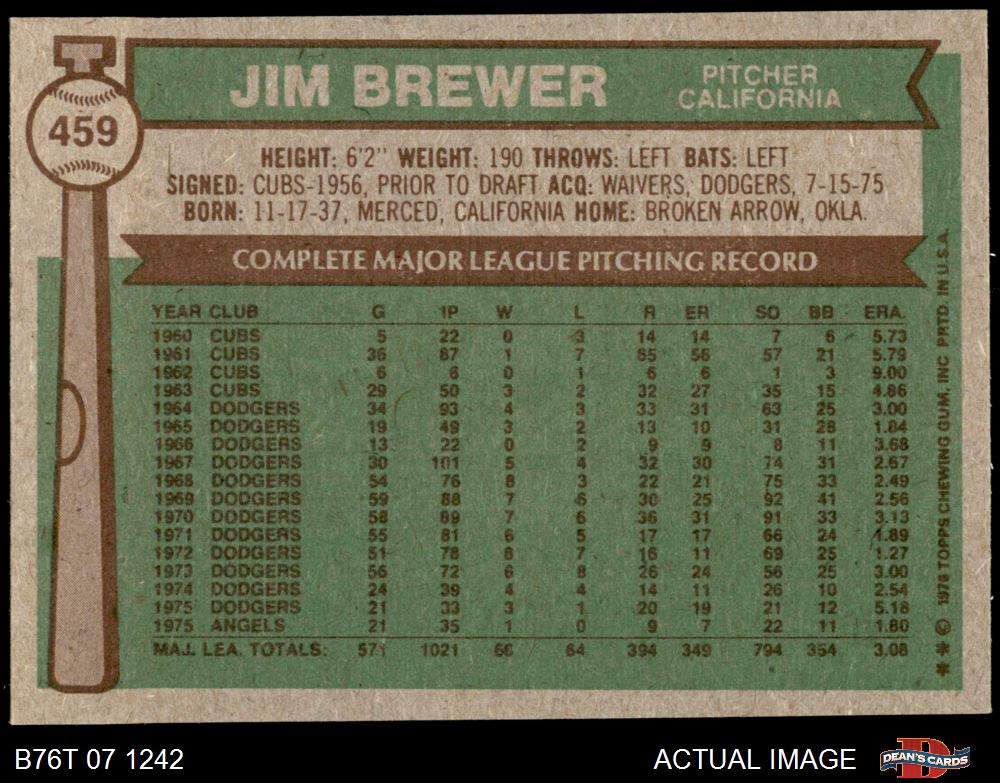 JIM BREWER
PITCHER
CALIFORNIA
459
HEIGHT: 6'2" WEIGHT: 190 THROWS: LEFT BATS: LEFT
SIGNED: CUBS-1956, PRIOR TO DRAFT ACQ: WAIVERS, DODGERS, 7-15-75
BORN: 11-17-37, MERCED, CALIFORNIA HOME: BROKEN ARROW, OKLA.
COMPLETE MAJOR LEAGUE PITCHING RECORD
YEAR CLUB G IP W L R ER SO BB ERA.
1960 CUBS 5 22 0 3 14 14 7 6 5.73
1961 CUBS 36 87 1 7 65 56 57 21 5.79
1962 CUBS 6 6 0 1 6 6 1 3 9.00
1963 CUBS 29 50 3 2 32 27 35 15 4.86
1964 DODGERS 34 93 4 3 33 31 63 25 3.00
1965 DODGERS 19 49 3 2 13 10 31 28 1.84
1966 DODGERS 13 22 0 2 9 9 8 11 3.68
1967 DODGERS 30 101 5 4 32 30 74 31 2.67
1968 DODGERS 54 76 8 3 22 21 75 33 2.49
1969 DODGERS 59 88 7 6 30 25 92 41 2.56
1970 DODGERS 58 89 7 6 36 31 91 33 3.13
1971 DODGERS 55 81 6 5 17 17 66 24 1.89
1972 DODGERS 51 78 8 7 16 11 69 25 1.27
1973 DODGERS 56 72 6 8 26 24 56 25 3.00
1974 DODGERS 24 39 4 4 14 11 26 10 2.54
1975 DODGERS 21 33 3 1 20 19 21 12 5.18
1975 ANGELS 21 35 1 0 9 7 22 11 1.80
MAJ. LEA. TOTALS: 571 1021 66 64 394 349 794 354 3.08
* * © 1976 TOPPS CHEWING GUM, INC PRTD. IN U.S.A.
B76T 07 1242
ACTUAL IMAGE
DEAN'S CARDS